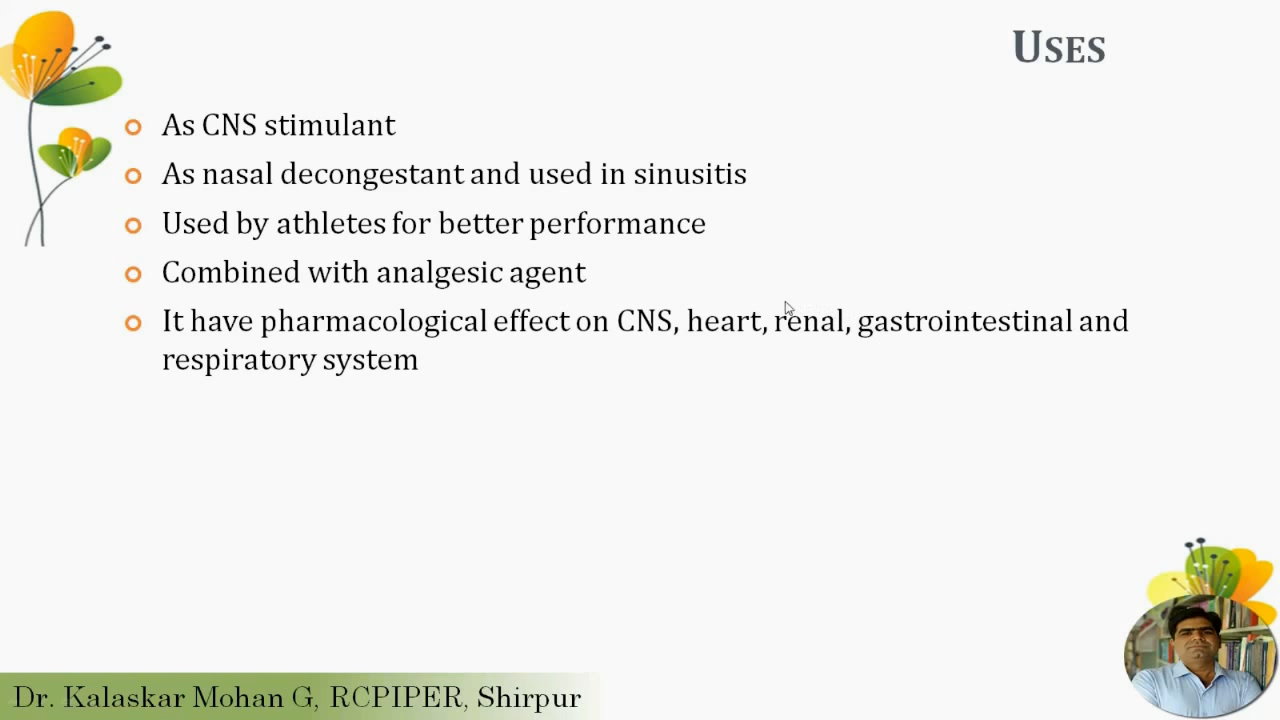 USES
As CNS stimulant
As nasal decongestant and used in sinusitis
Used by athletes for better performance
Combined with analgesic agent
It have pharmacological effect on CNS, heart, renal, gastrointestinal and
respiratory system
Dr. Kalaskar Mohan G, RCPIPER, Shirpur